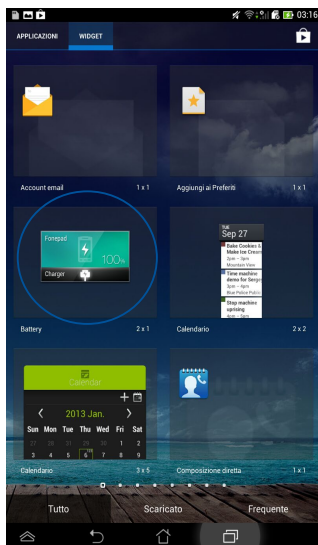 03:16
APPLICAZIONI WIDGET
Account email 1 x 1
Aggiungi ai Preferiti 1 x 1
Fonepad
100%
Charger
Battery 2 x 1
TUE
Sep 27
Bake Cookies &
Make Ice Cream
2pm – 3pm
Mountain View
Time machine
demo for Sergey
3pm – 4pm
Blue Police Public
Stop machine
uprising
4pm – 5pm
Calendario 2 x 2
Calendar
2013 Jan.
Sun Mon Tue Wed Thu Fri Sat
27 28 29 30 31 1 2
3 4 5 6 7 8 9
Calendario 3 x 5
Composizione diretta 1 x 1
Tutto Scaricato Frequente